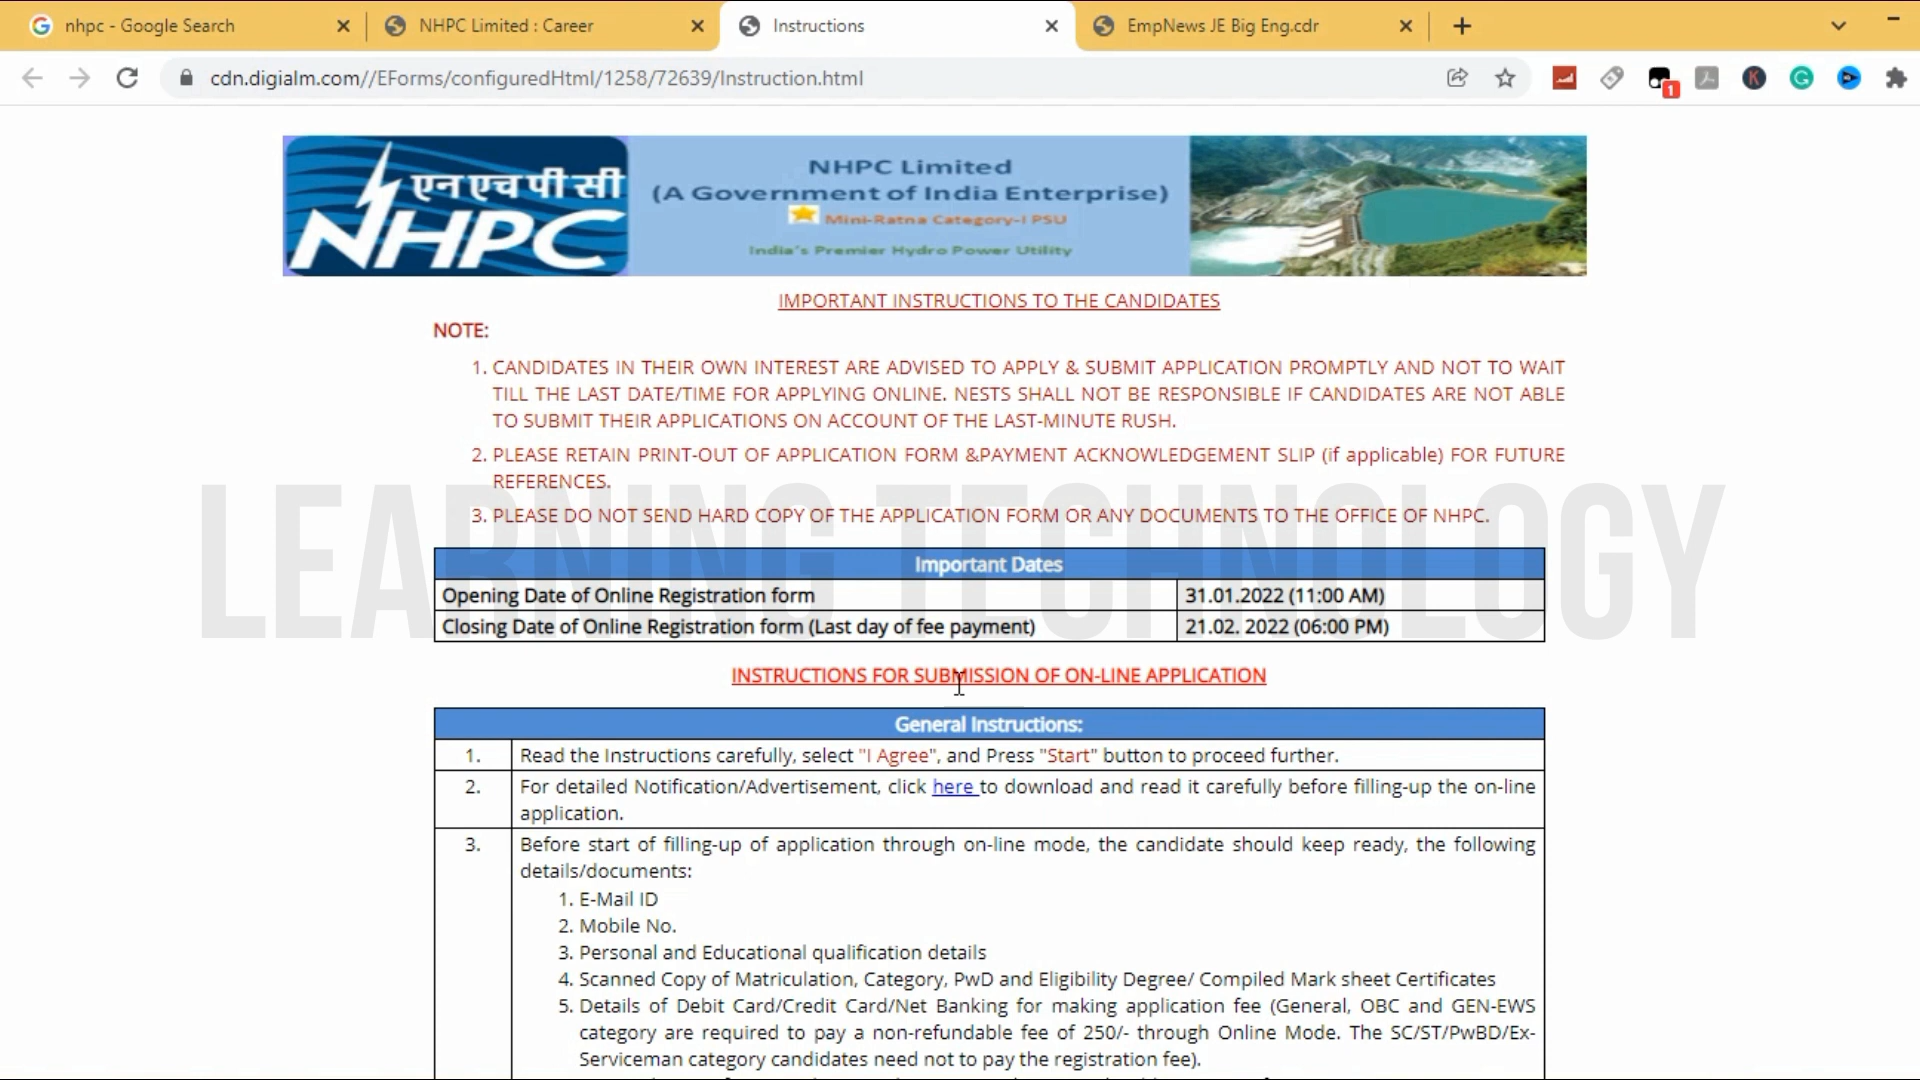 nhpc - Google Search
NHPC Limited : Career
Instructions
EmpNews JE Big Eng.cdr
cdn.digialm.com//EForms/configuredHtml/1258/72639/Instruction.html
1
एन एच पी सी
NHPC
NHPC Limited
(A Government of India Enterprise)
Mini-Ratna Category-I PSU
India's Premier Hydro Power Utility
IMPORTANT INSTRUCTIONS TO THE CANDIDATES
NOTE:
1. CANDIDATES IN THEIR OWN INTEREST ARE ADVISED TO APPLY & SUBMIT APPLICATION PROMPTLY AND NOT TO WAIT
TILL THE LAST DATE/TIME FOR APPLYING ONLINE. NESTS SHALL NOT BE RESPONSIBLE IF CANDIDATES ARE NOT ABLE
TO SUBMIT THEIR APPLICATIONS ON ACCOUNT OF THE LAST-MINUTE RUSH.
2. PLEASE RETAIN PRINT-OUT OF APPLICATION FORM &PAYMENT ACKNOWLEDGEMENT SLIP (if applicable) FOR FUTURE
REFERENCES.
3. PLEASE DO NOT SEND HARD COPY OF THE APPLICATION FORM OR ANY DOCUMENTS TO THE OFFICE OF NHPC.
LEARNING TECHNOLOGY
Important Dates
Opening Date of Online Registration form 31.01.2022 (11:00 AM)
Closing Date of Online Registration form (Last day of fee payment) 21.02. 2022 (06:00 PM)
INSTRUCTIONS FOR SUBMISSION OF ON-LINE APPLICATION
General Instructions:
1. Read the Instructions carefully, select "I Agree", and Press "Start" button to proceed further.
2. For detailed Notification/Advertisement, click here to download and read it carefully before filling-up the on-line
application.
3. Before start of filling-up of application through on-line mode, the candidate should keep ready, the following
details/documents:
1. E-Mail ID
2. Mobile No.
3. Personal and Educational qualification details
4. Scanned Copy of Matriculation, Category, PwD and Eligibility Degree/ Compiled Mark sheet Certificates
5. Details of Debit Card/Credit Card/Net Banking for making application fee (General, OBC and GEN-EWS
category are required to pay a non-refundable fee of 250/- through Online Mode. The SC/ST/PwBD/Ex-
Serviceman category candidates need not to pay the registration fee).